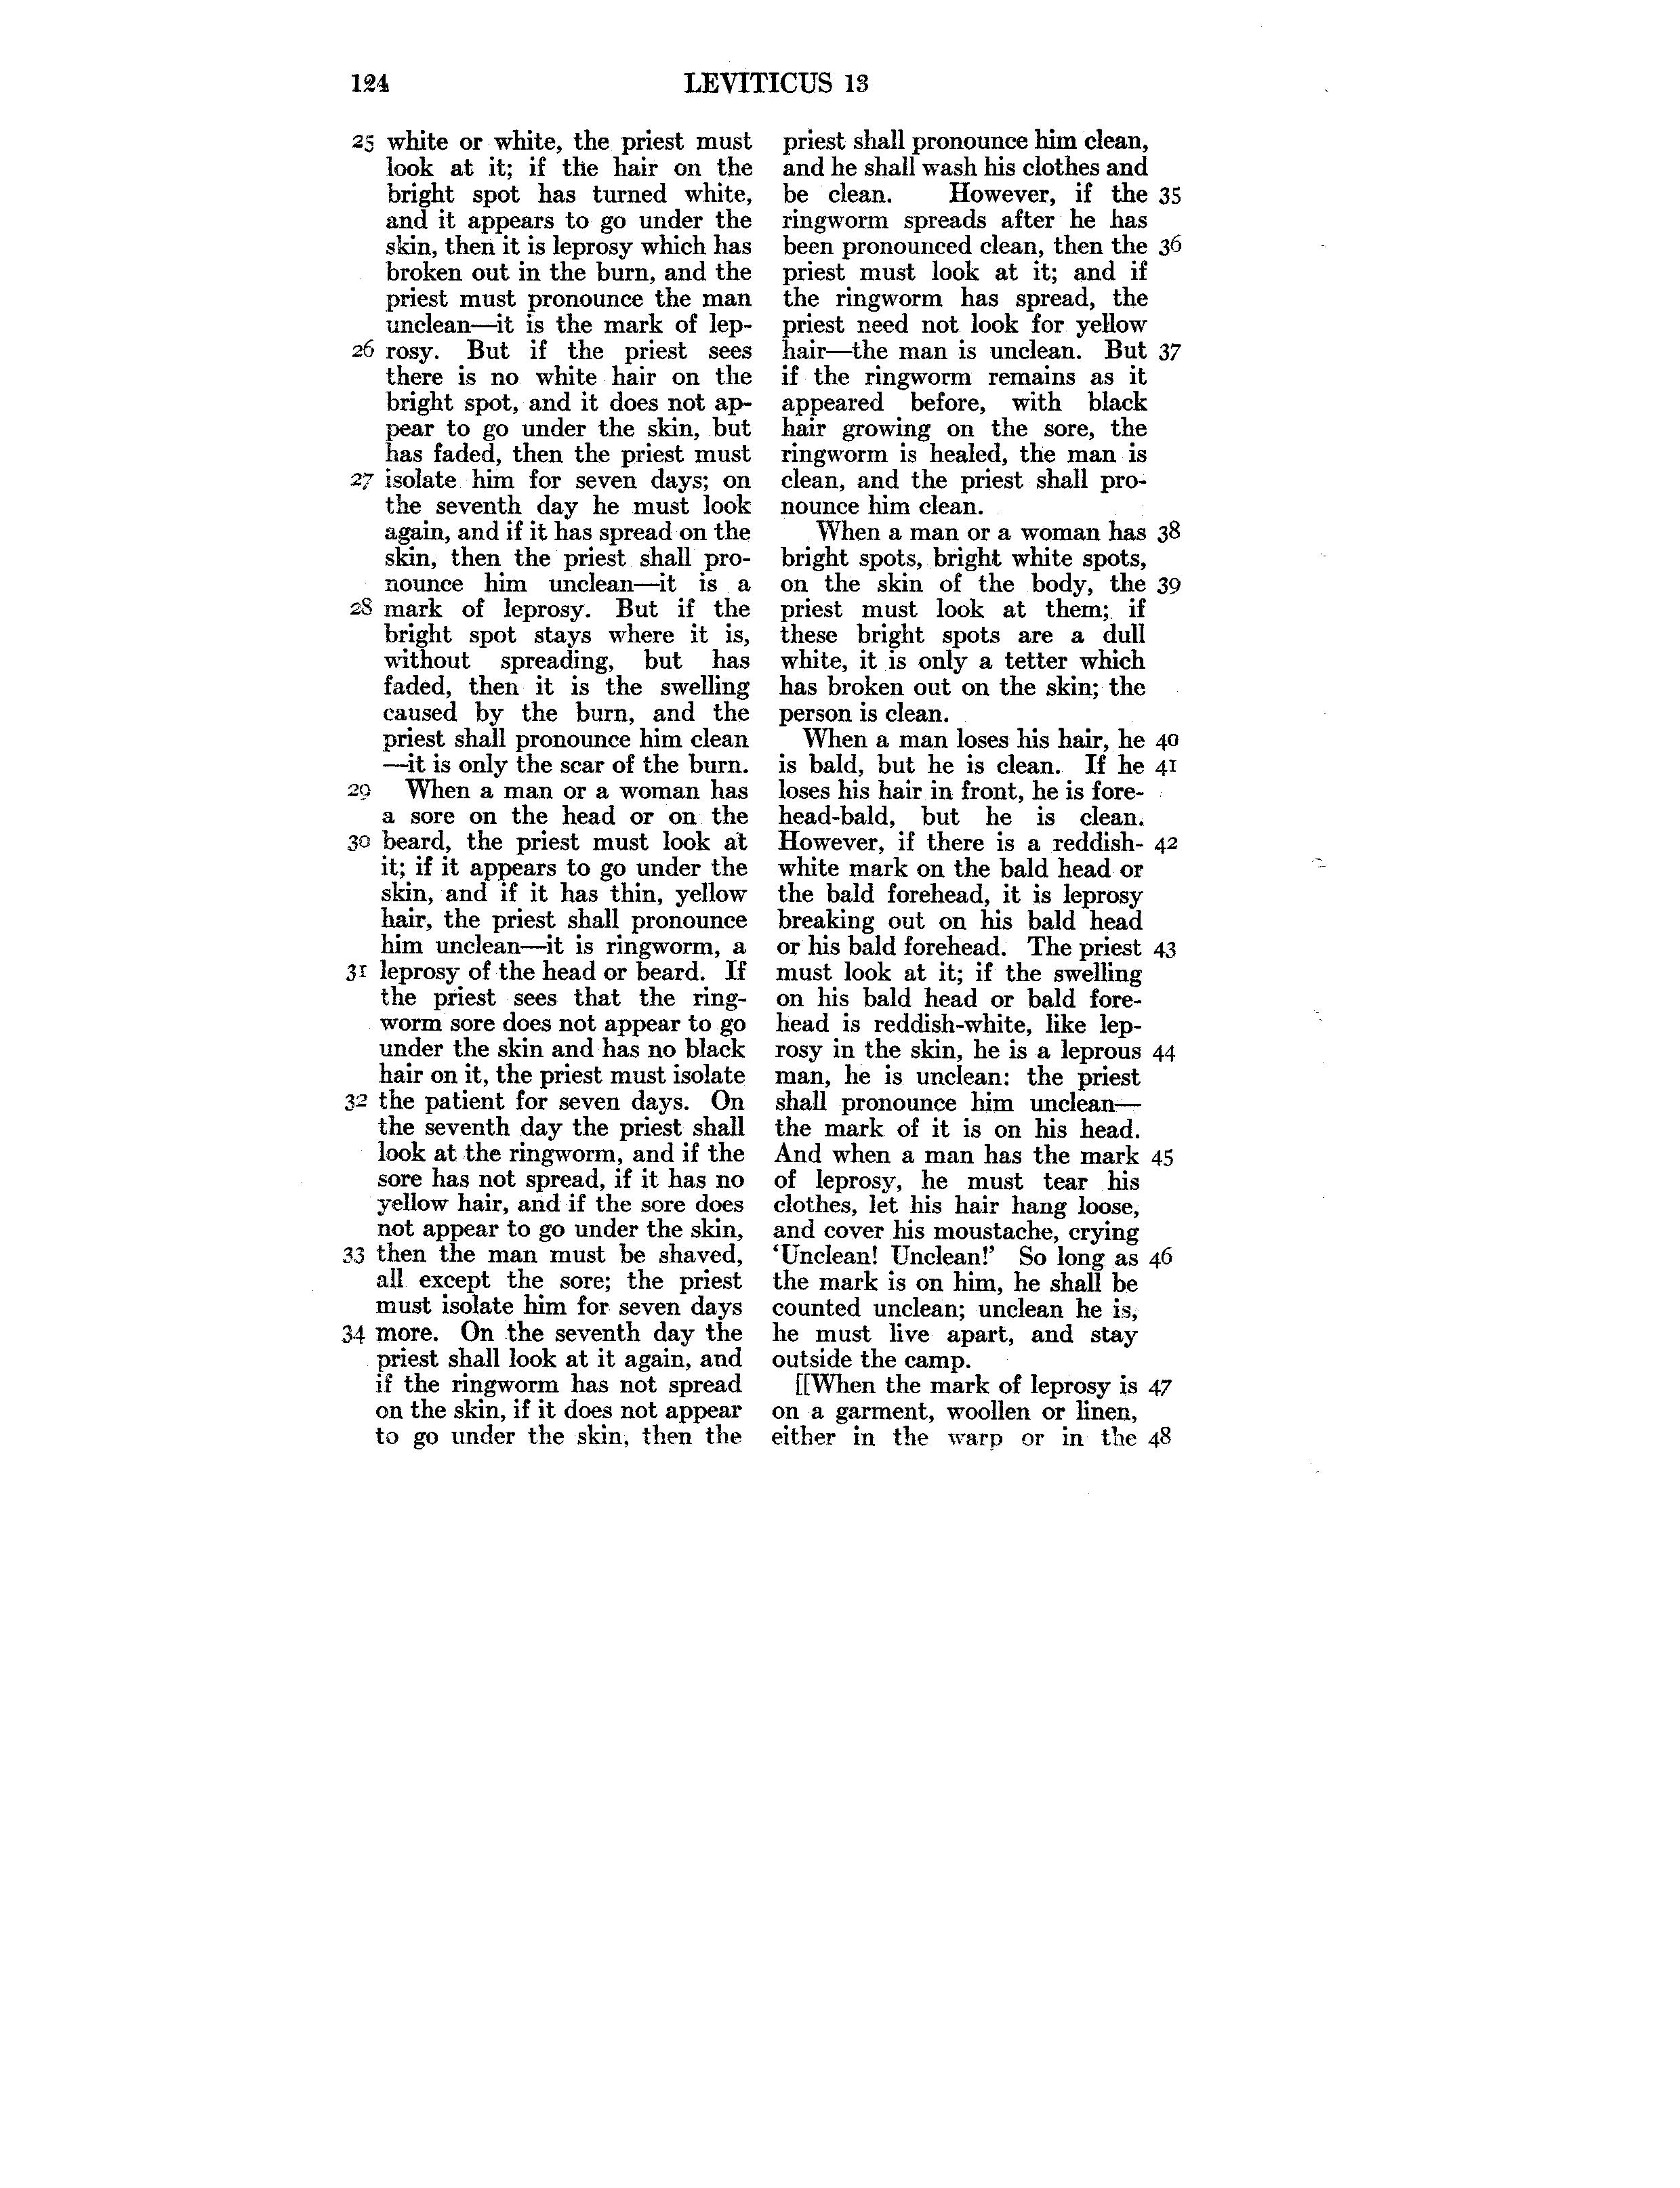 124 LEVITICUS 13
25 white or white, the priest must
look at it; if the hair on the
bright spot has turned white,
and it appears to go under the
skin, then it is leprosy which has
broken out in the burn, and the
priest must pronounce the man
unclean—it is the mark of lep-
26 rosy. But if the priest sees
there is no white hair on the
bright spot, and it does not ap-
pear to go under the skin, but
has faded, then the priest must
27 isolate him for seven days; on
the seventh day he must look
again, and if it has spread on the
skin, then the priest shall pro-
nounce him unclean—it is a
28 mark of leprosy. But if the
bright spot stays where it is,
without spreading, but has
faded, then it is the swelling
caused by the burn, and the
priest shall pronounce him clean
—it is only the scar of the burn.
29 When a man or a woman has
a sore on the head or on the
30 beard, the priest must look at
it; if it appears to go under the
skin, and if it has thin, yellow
hair, the priest shall pronounce
him unclean—it is ringworm, a
31 leprosy of the head or beard. If
the priest sees that the ring-
worm sore does not appear to go
under the skin and has no black
hair on it, the priest must isolate
32 the patient for seven days. On
the seventh day the priest shall
look at the ringworm, and if the
sore has not spread, if it has no
yellow hair, and if the sore does
not appear to go under the skin,
33 then the man must be shaved,
all except the sore; the priest
must isolate him for seven days
34 more. On the seventh day the
priest shall look at it again, and
if the ringworm has not spread
on the skin, if it does not appear
to go under the skin, then the
priest shall pronounce him clean,
and he shall wash his clothes and
be clean. However, if the 35
ringworm spreads after he has
been pronounced clean, then the 36
priest must look at it; and if
the ringworm has spread, the
priest need not look for yellow
hair—the man is unclean. But 37
if the ringworm remains as it
appeared before, with black
hair growing on the sore, the
ringworm is healed, the man is
clean, and the priest shall pro-
nounce him clean.
When a man or a woman has 38
bright spots, bright white spots,
on the skin of the body, the 39
priest must look at them; if
these bright spots are a dull
white, it is only a tetter which
has broken out on the skin; the
person is clean.
When a man loses his hair, he 40
is bald, but he is clean. If he 41
loses his hair in front, he is fore-
head-bald, but he is clean.
However, if there is a reddish- 42
white mark on the bald head or
the bald forehead, it is leprosy
breaking out on his bald head
or his bald forehead. The priest 43
must look at it; if the swelling
on his bald head or bald fore-
head is reddish-white, like lep-
rosy in the skin, he is a leprous 44
man, he is unclean: the priest
shall pronounce him unclean—
the mark of it is on his head.
And when a man has the mark 45
of leprosy, he must tear his
clothes, let his hair hang loose,
and cover his moustache, crying
‘Unclean! Unclean!’ So long as 46
the mark is on him, he shall be
counted unclean; unclean he is,
he must live apart, and stay
outside the camp.
[[When the mark of leprosy is 47
on a garment, woollen or linen,
either in the warp or in the 48